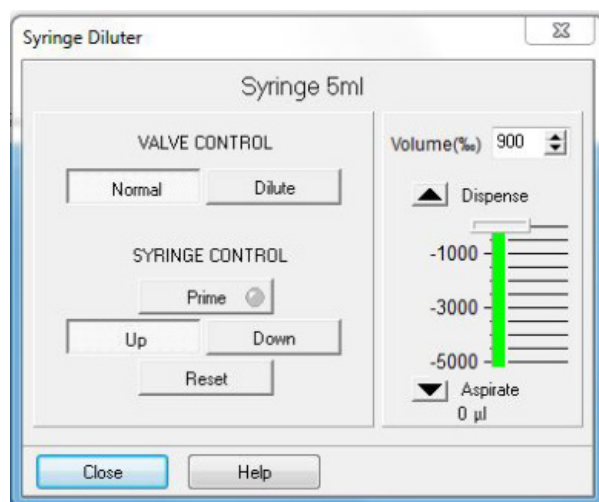 Syringe Diluter
Syringe 5ml
VALVE CONTROL
Normal
Dilute
SYRINGE CONTROL
Prime
Up
Down
Reset
Volume(‰) 900
Dispense
-1000
-3000
-5000
Aspirate
0 µl
Close
Help